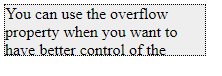 You can use the overflow
property when you want to
have better control of the